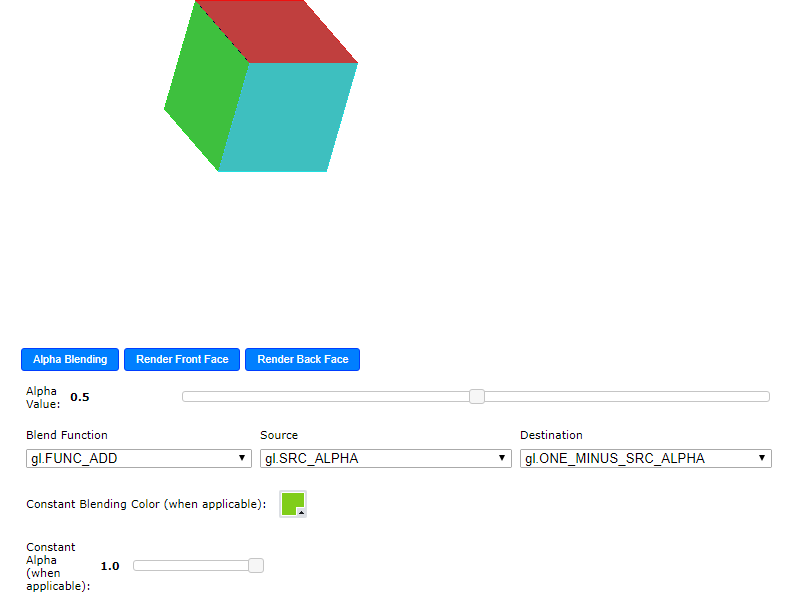 Alpha Blending Render Front Face Render Back Face
Alpha
Value: 0.5
Blend Function Source Destination
gl.FUNC_ADD gl.SRC_ALPHA gl.ONE_MINUS_SRC_ALPHA
Constant Blending Color (when applicable):
Constant
Alpha
(when
applicable): 1.0